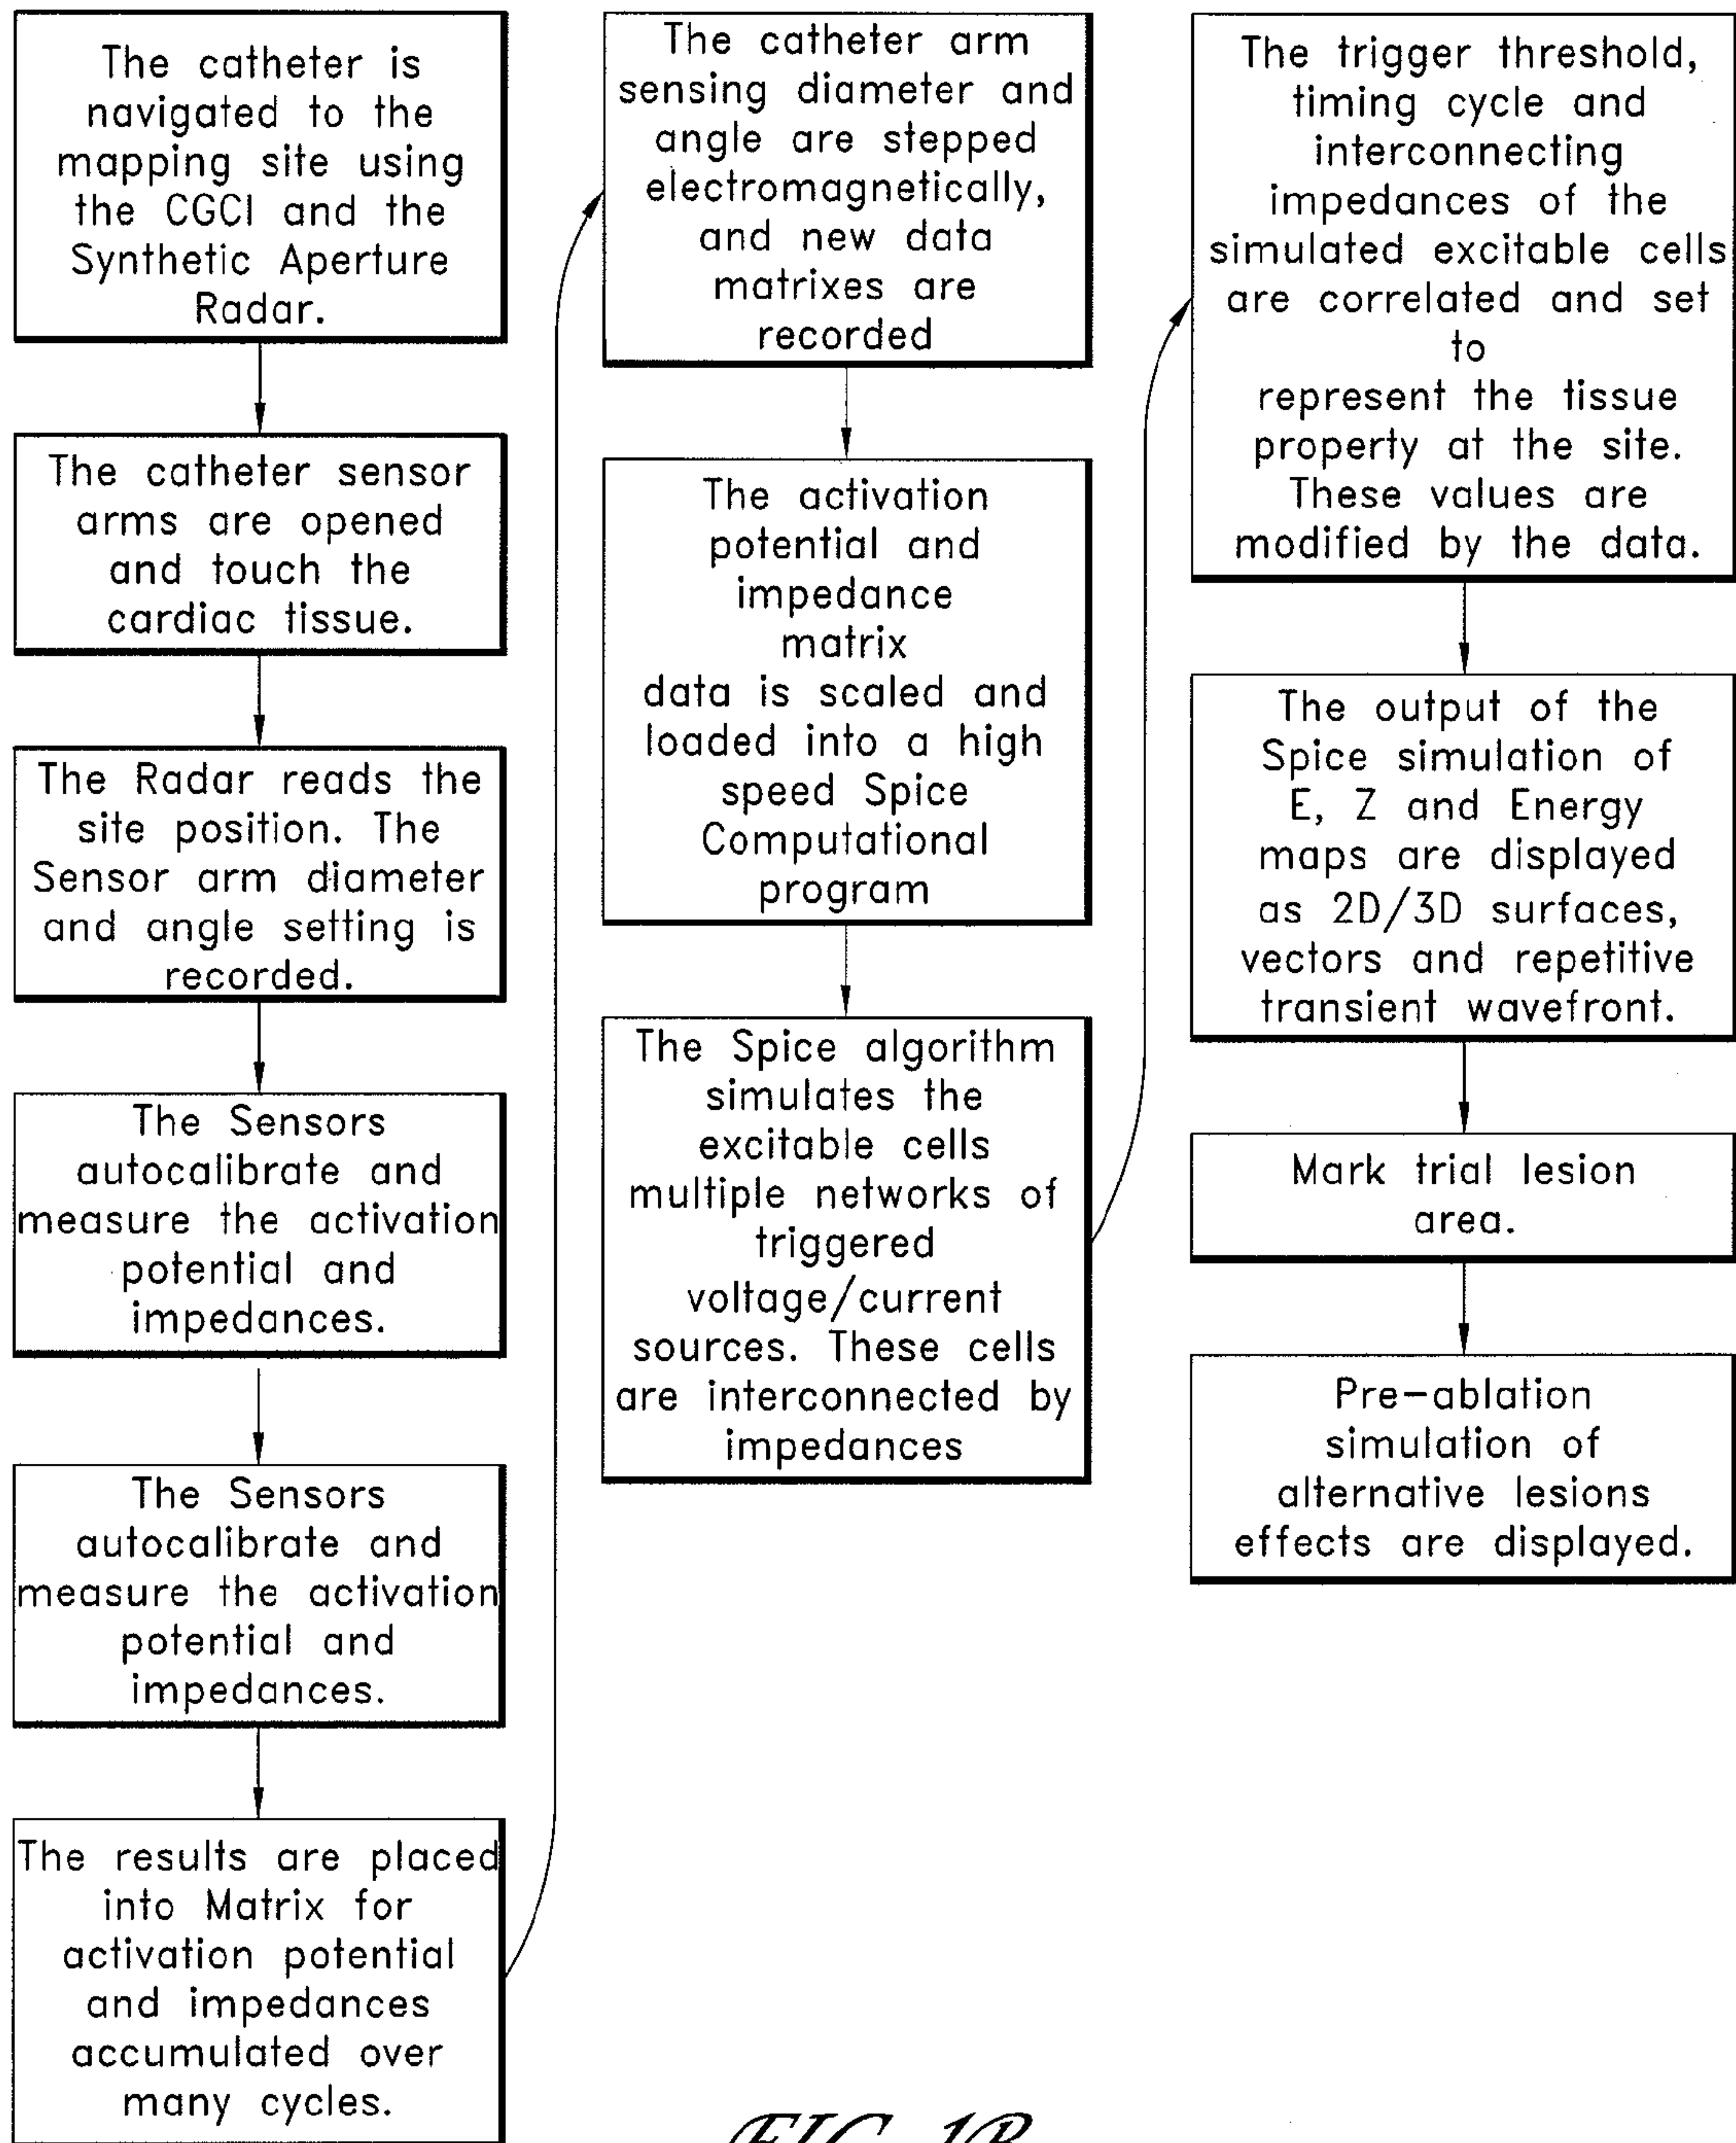 The catheter is
navigated to the
mapping site using
the CGCI and the
Synthetic Aperture
Radar.
The catheter sensor
arms are opened
and touch the
cardiac tissue.
The Radar reads the
site position. The
Sensor arm diameter
and angle setting is
recorded.
The Sensors
autocalibrate and
measure the activation
potential and
impedances.
The Sensors
autocalibrate and
measure the activation
potential and
impedances.
The results are placed
into Matrix for
activation potential
and impedances
accumulated over
many cycles.
The catheter arm
sensing diameter and
angle are stepped
electromagnetically,
and new data
matrixes are
recorded
The activation
potential and
impedance
matrix
data is scaled and
loaded into a high
speed Spice
Computational
program
The Spice algorithm
simulates the
excitable cells
multiple networks of
triggered
voltage/current
sources. These cells
are interconnected by
impedances
The trigger threshold,
timing cycle and
interconnecting
impedances of the
simulated excitable cells
are correlated and set
to
represent the tissue
property at the site.
These values are
modified by the data.
The output of the
Spice simulation of
E, Z and Energy
maps are displayed
as 2D/3D surfaces,
vectors and repetitive
transient wavefront.
Mark trial lesion
area.
Pre-ablation
simulation of
alternative lesions
effects are displayed.
FIG. 1B